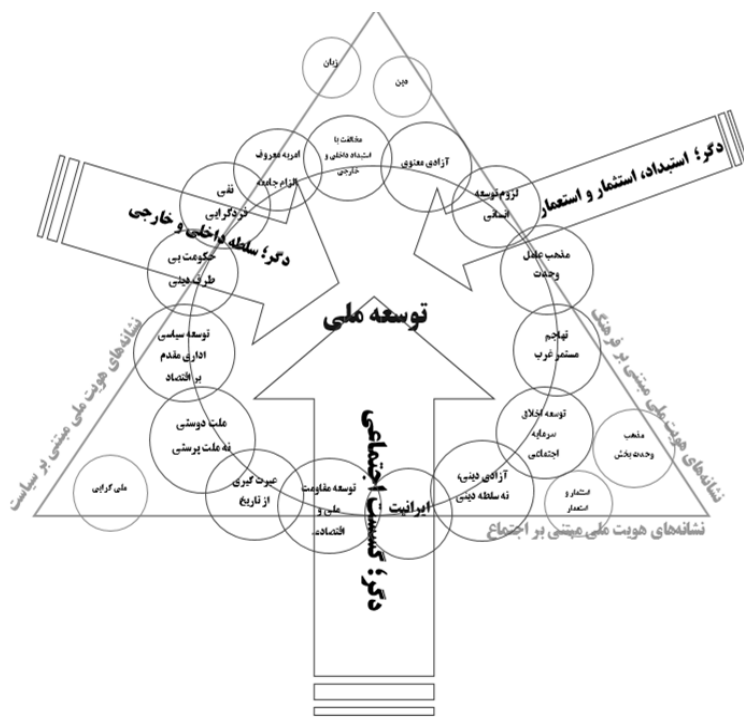 زبان
دین
مخالفت با
استبداد داخلی و
خارجی
آزادی معنوی
امر به معروف
الزام جامعه
لزوم توسعه
انسانی
نفی
فردگرایی
دگر؛ استبداد، استثمار و استعمار
دگر؛ سلطه داخلی و خارجی
حکومت بی
طرف دینی
مذهب عامل
وحدت
توسعه ملی
تهاجم
مستمر غرب
توسعه سیاسی
اداری مقدم
بر اقتصاد
نشانه‌های هویت ملی مبتنی بر سیاست
نشانه‌های هویت ملی مبتنی بر فرهنگ
توسعه اخلاق
سرمایه
اجتماعی
ملت دوستی
نه ملت پرستی
مذهب
وحدت بخش
دگر؛ گسست اجتماعی
ملی گرایی
عبرت گیری
از تاریخ
توسعه مقاومت
ملی و
اقتصاد..
ایرانیت
آزادی دینی،
نه سلطه دینی
استثمار و
استعمار
نشانه‌های هویت ملی مبتنی بر اجتماع